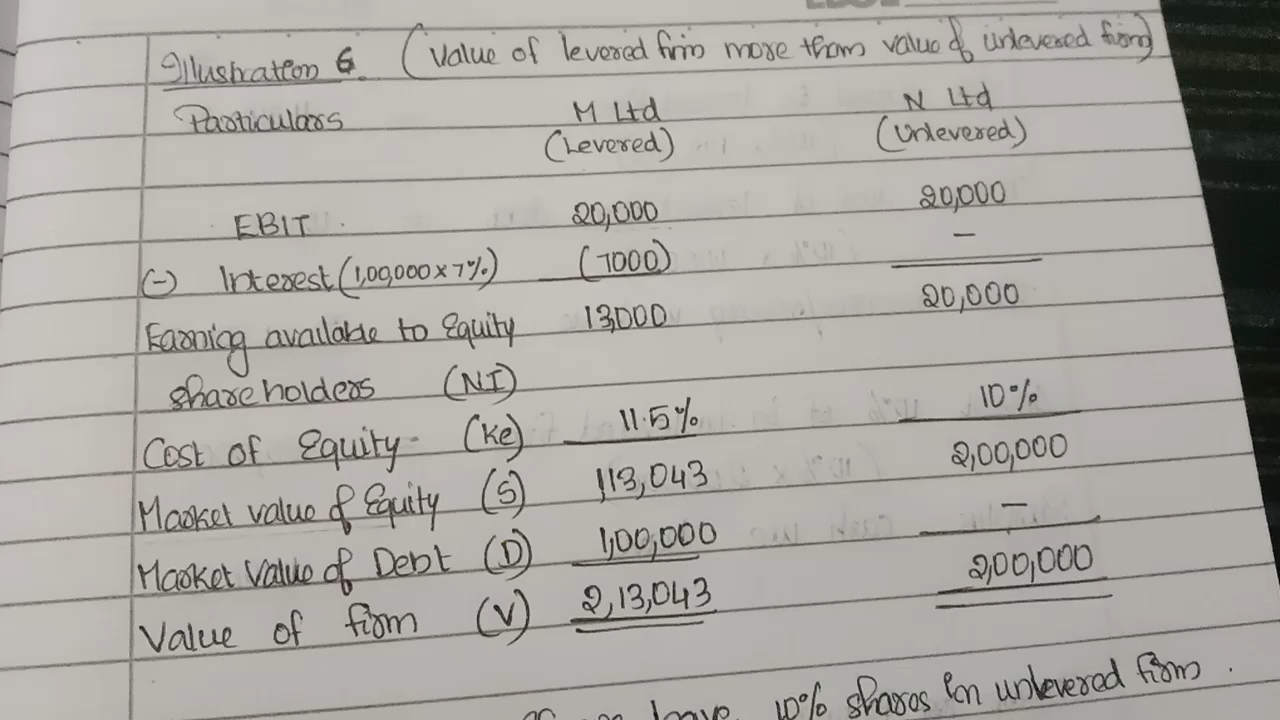 Illustration 6. (Value of levered firm more than value of unlevered firm)
Particulars M Ltd N Ltd
(Levered) (Unlevered)
EBIT. 20,000 20,000
(-) Interest (1,00,000 x 7%) (7000) —
Earning available to Equity 13,000 20,000
shareholders (NI)
Cost of Equity (Ke) 11.5% 10%
Market value of Equity (S) 1,13,043 2,00,000
Market value of Debt (D) 1,00,000 —
Value of firm (V) 2,13,043 2,00,000
have 10% shares in unlevered firm.